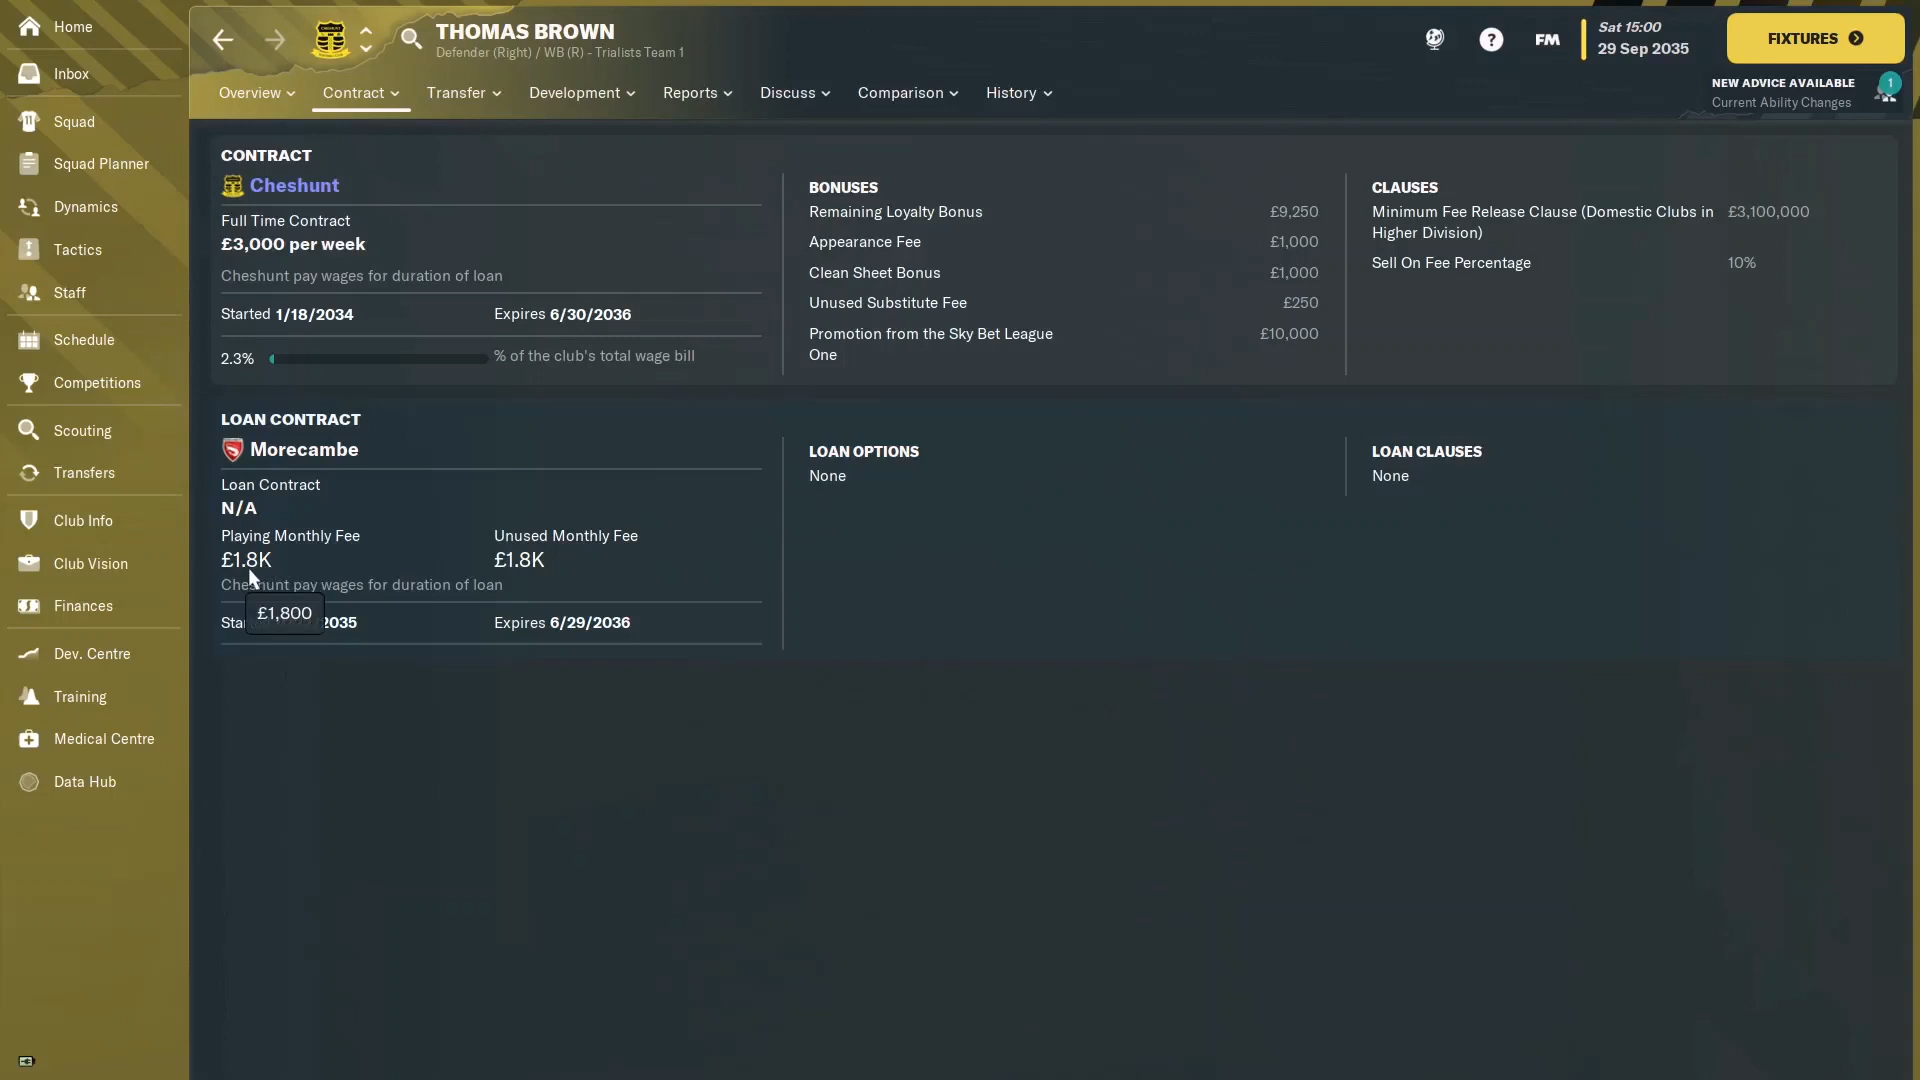 Home
Inbox
Squad
Squad Planner
Dynamics
Tactics
Staff
Schedule
Competitions
Scouting
Transfers
Club Info
Club Vision
Finances
Dev. Centre
Training
Medical Centre
Data Hub
THOMAS BROWN
Defender (Right) / WB (R) - Trialists Team 1
FM
Sat 15:00
29 Sep 2035
FIXTURES
Overview Contract Transfer Development Reports Discuss Comparison History
NEW ADVICE AVAILABLE
Current Ability Changes
1
CONTRACT
Cheshunt
Full Time Contract
£3,000 per week
Cheshunt pay wages for duration of loan
Started 1/18/2034 Expires 6/30/2036
2.3% % of the club's total wage bill
BONUSES
Remaining Loyalty Bonus £9,250
Appearance Fee £1,000
Clean Sheet Bonus £1,000
Unused Substitute Fee £250
Promotion from the Sky Bet League £10,000
One
CLAUSES
Minimum Fee Release Clause (Domestic Clubs in £3,100,000
Higher Division)
Sell On Fee Percentage 10%
LOAN CONTRACT
Morecambe
Loan Contract
N/A
Playing Monthly Fee Unused Monthly Fee
£1.8K £1.8K
Cheshunt pay wages for duration of loan
£1,800
2035 Expires 6/29/2036
LOAN OPTIONS
None
LOAN CLAUSES
None